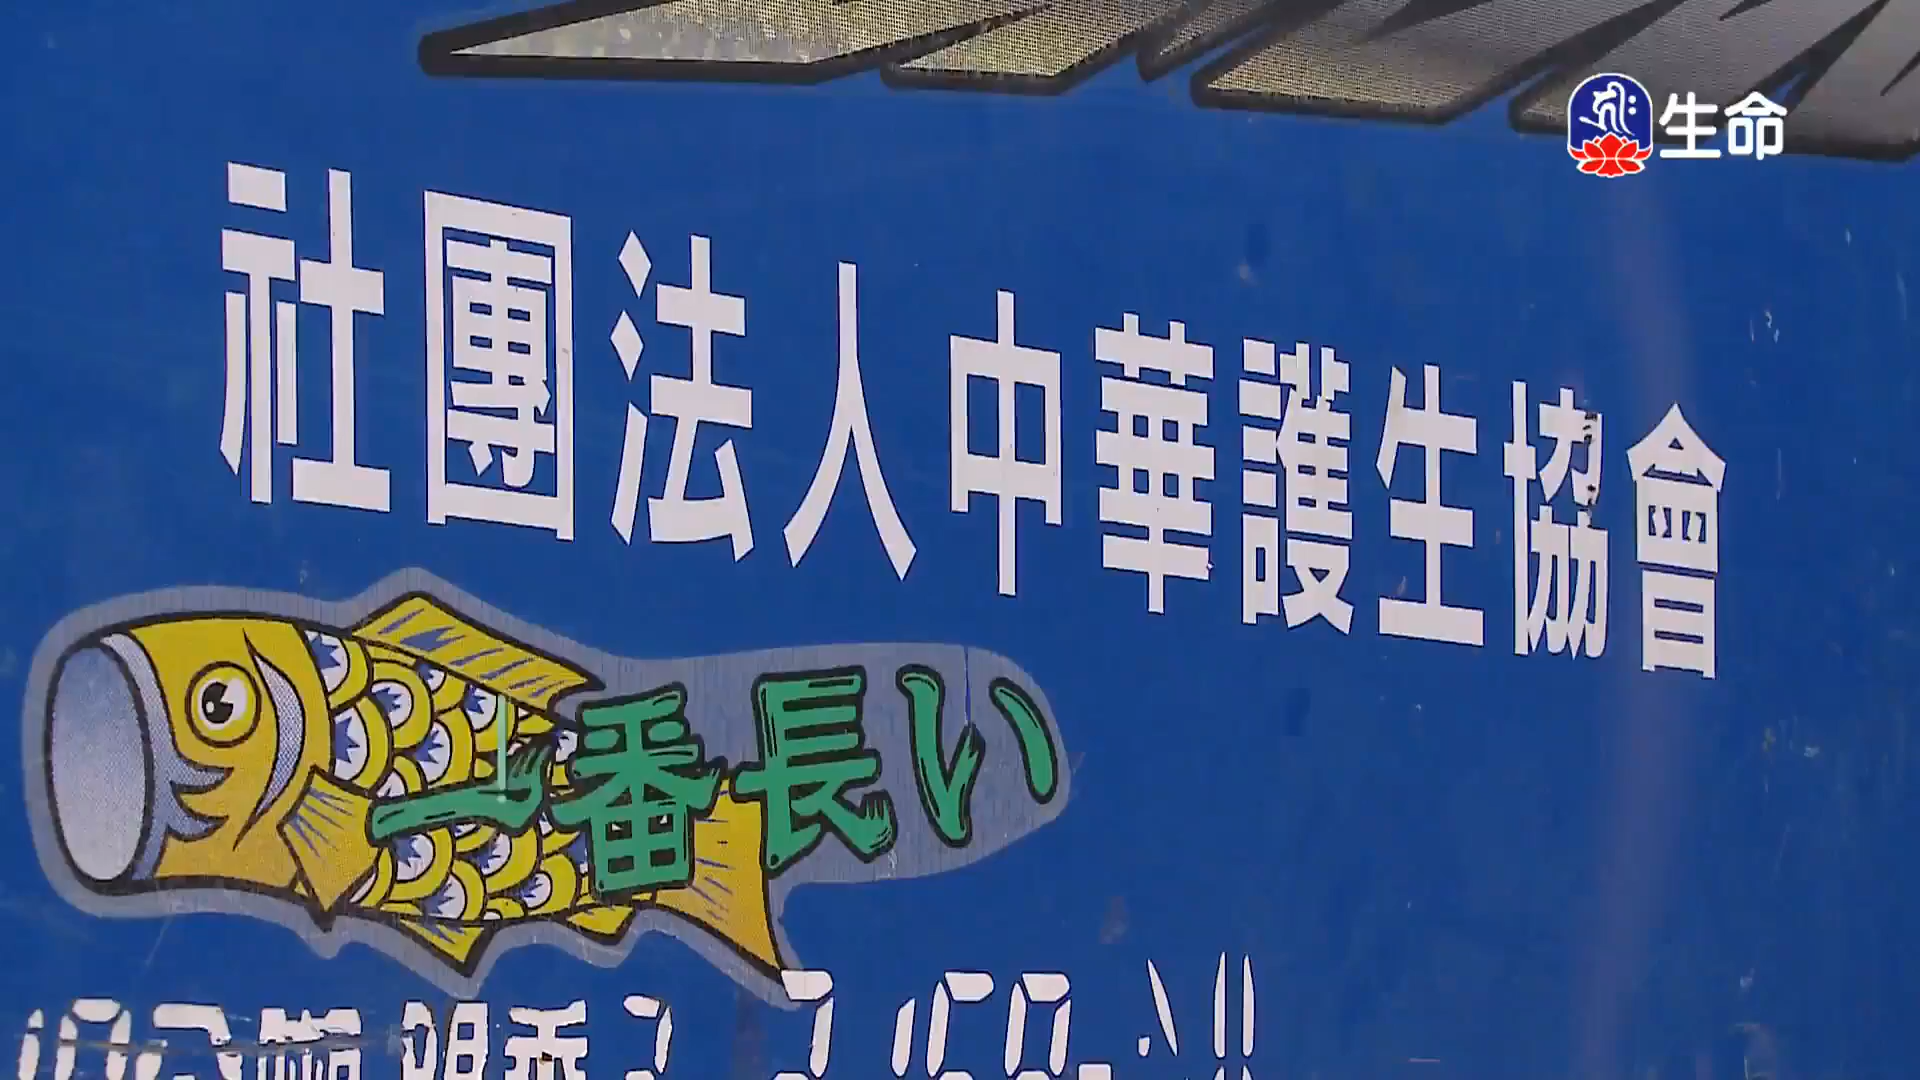 生命
社團法人中華護生協會
一番長い